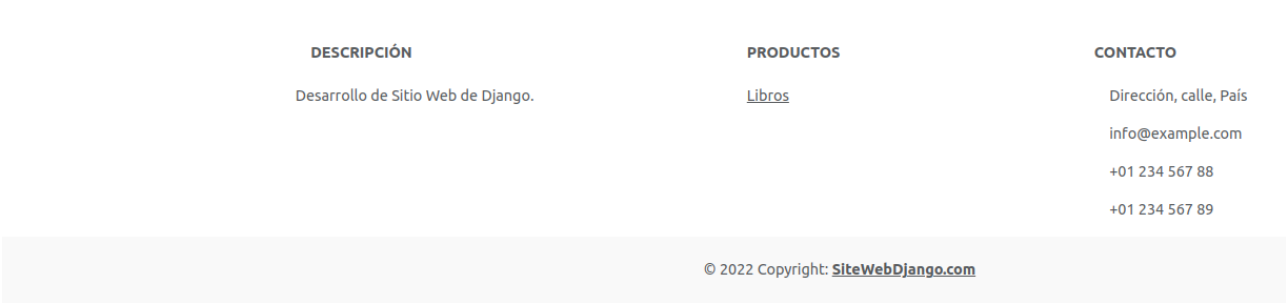 DESCRIPCIÓN
Desarrollo de Sitio Web de Django.
PRODUCTOS
Libros
CONTACTO
Dirección, calle, País
info@example.com
+01 234 567 88
+01 234 567 89
© 2022 Copyright: SiteWebDjango.com